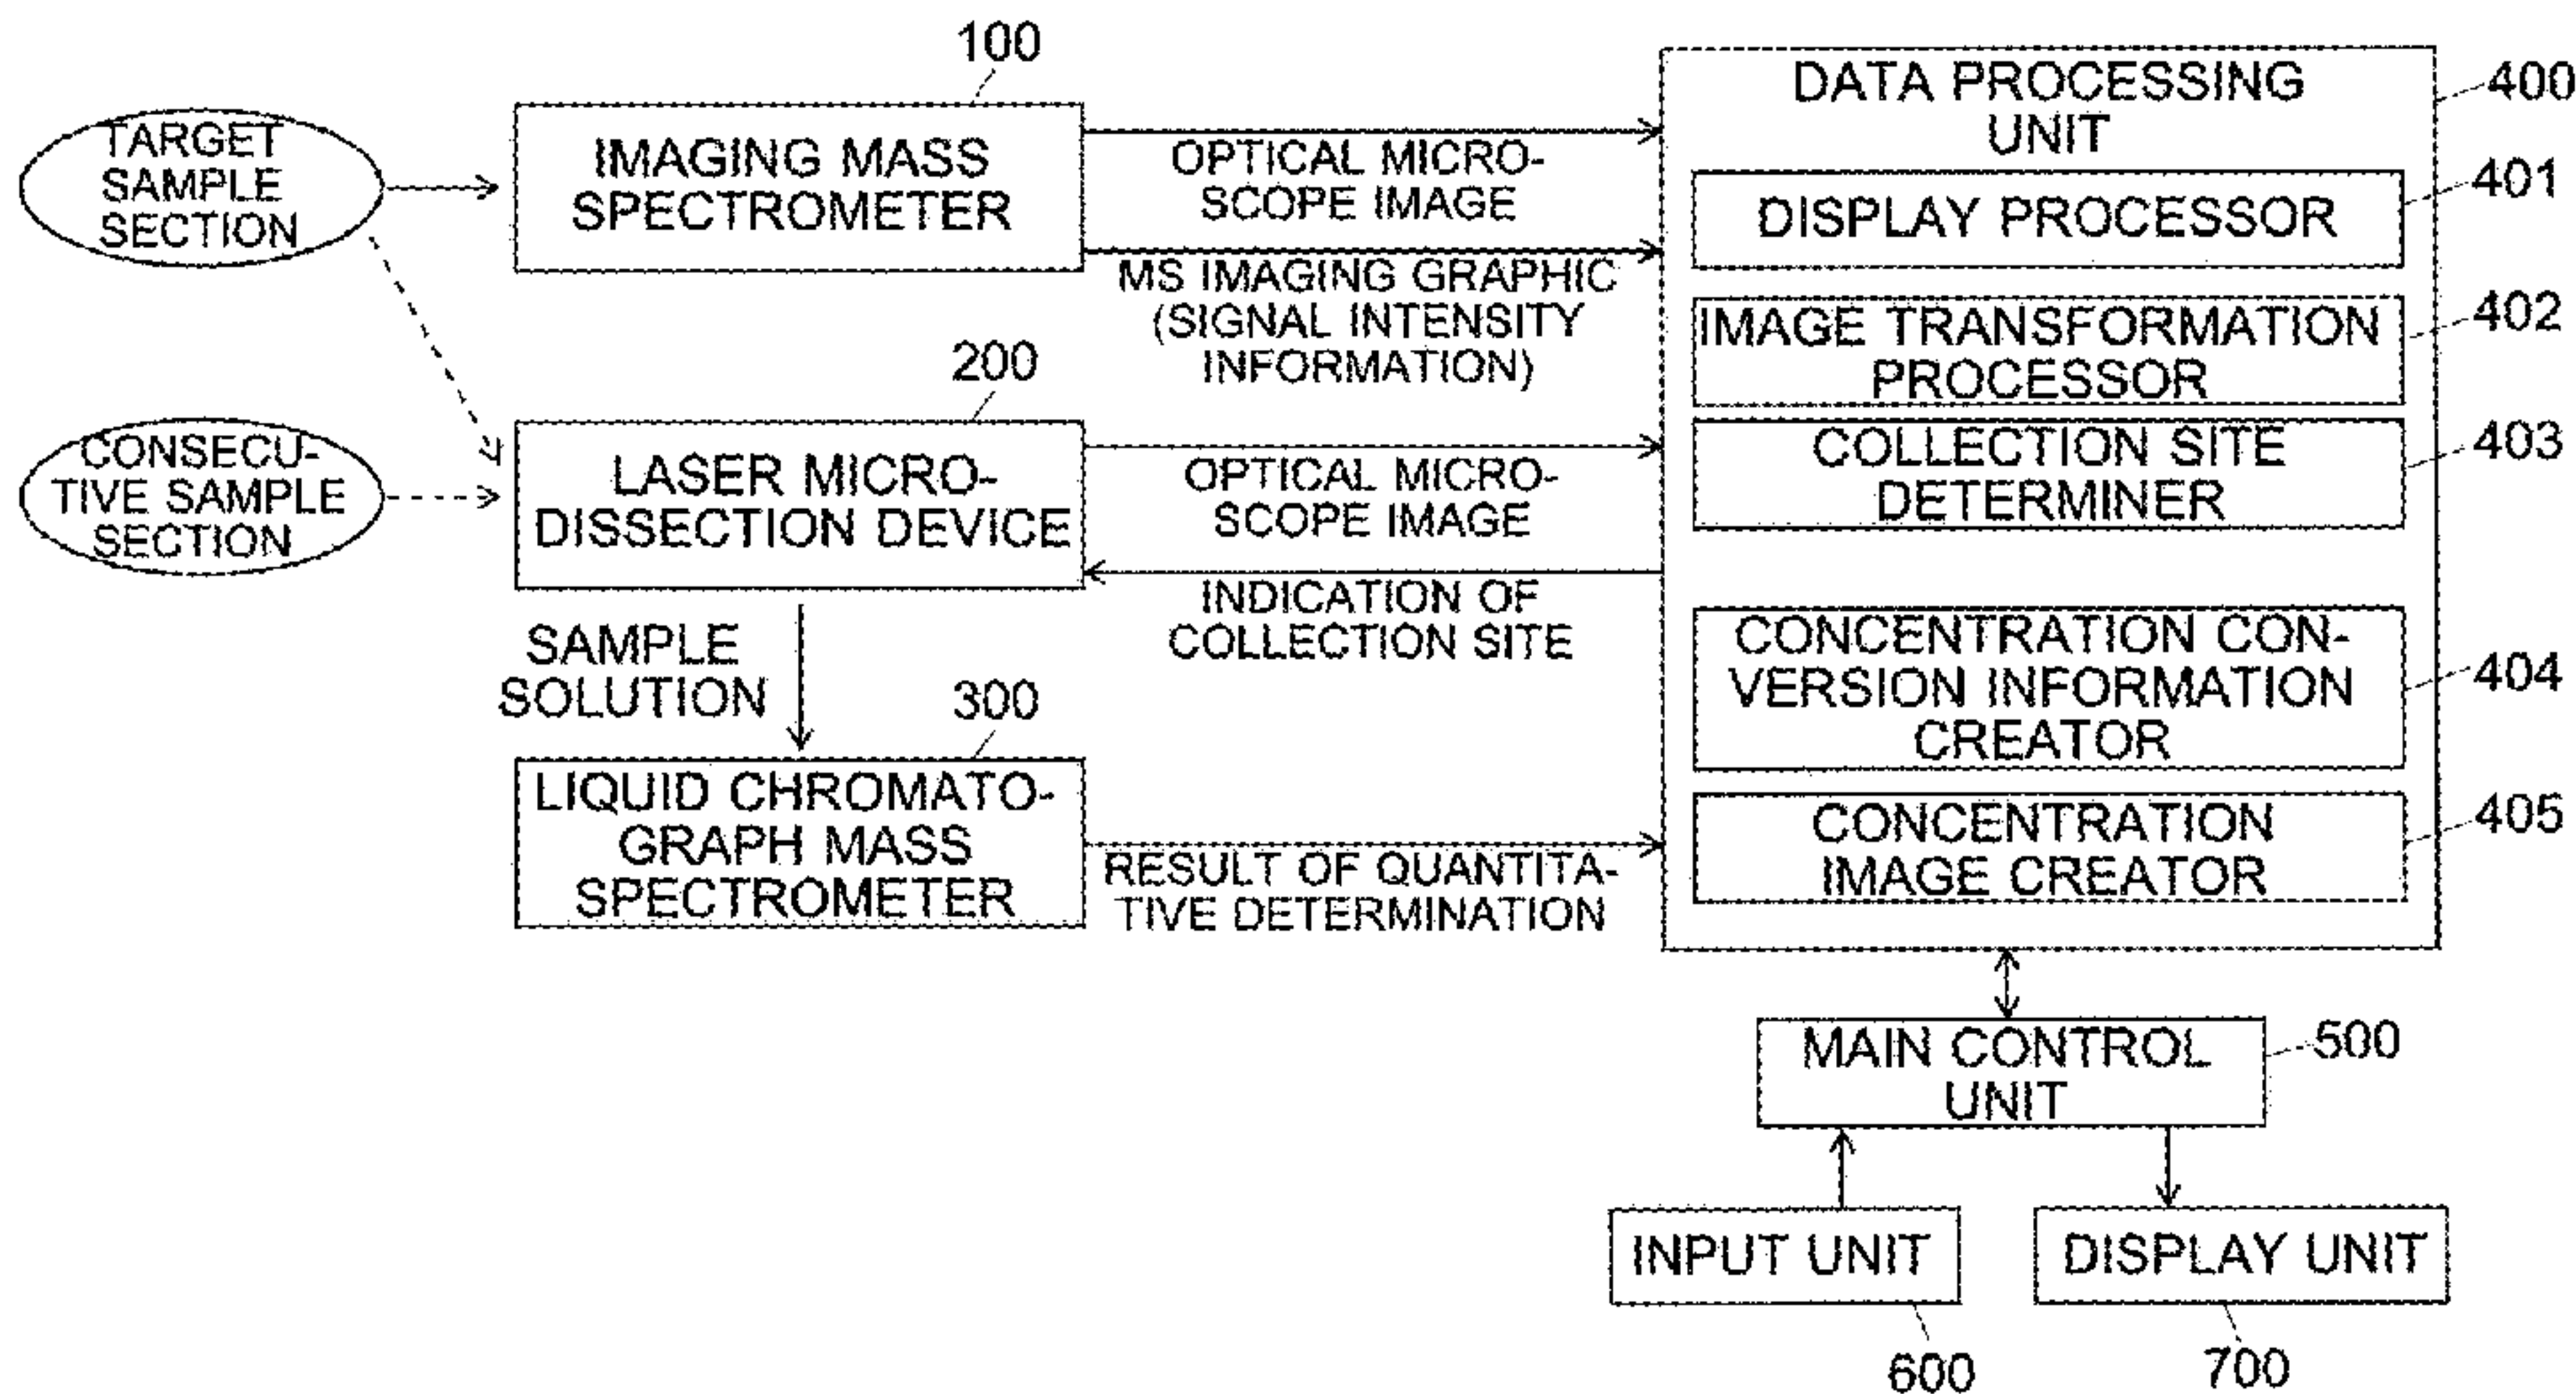 100
TARGET
SAMPLE
SECTION
IMAGING MASS
SPECTROMETER
OPTICAL MICRO-
SCOPE IMAGE
MS IMAGING GRAPHIC
(SIGNAL INTENSITY
INFORMATION)
200
CONSECU-
TIVE SAMPLE
SECTION
LASER MICRO-
DISSECTION DEVICE
OPTICAL MICRO-
SCOPE IMAGE
INDICATION OF
COLLECTION SITE
SAMPLE
SOLUTION
300
LIQUID CHROMATO-
GRAPH MASS
SPECTROMETER
RESULT OF QUANTITA-
TIVE DETERMINATION
DATA PROCESSING
UNIT
400
DISPLAY PROCESSOR
401
IMAGE TRANSFORMATION
PROCESSOR
402
COLLECTION SITE
DETERMINER
403
CONCENTRATION CON-
VERSION INFORMATION
CREATOR
404
CONCENTRATION
IMAGE CREATOR
405
MAIN CONTROL
UNIT
500
INPUT UNIT
600
DISPLAY UNIT
700